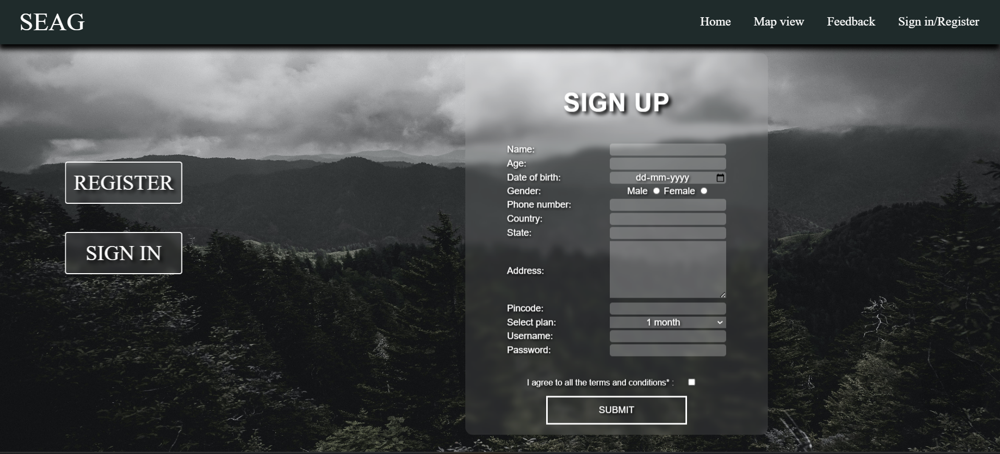 SEAG
Home Map view Feedback Sign in/Register
REGISTER
SIGN IN
SIGN UP
Name:
Age:
Date of birth: dd-mm-yyyy
Gender: Male Female
Phone number:
Country:
State:
Address:
Pincode:
Select plan: 1 month
Username:
Password:
I agree to all the terms and conditions* :
SUBMIT